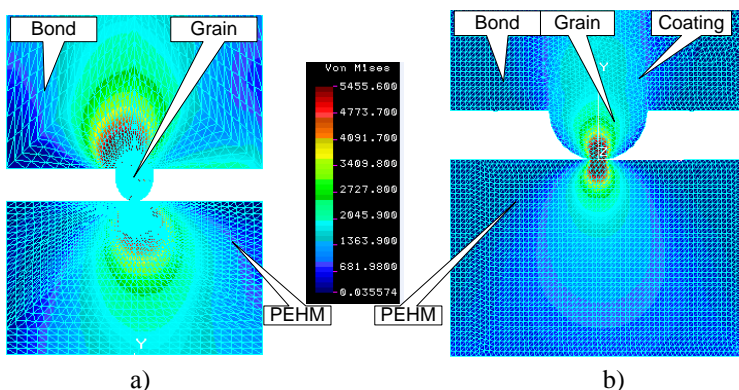 Bond
Grain
Von M1ses
5455.600
4773.700
4091.700
3409.800
2727.800
2045.900
1363.900
681.9800
0.035574
PEHM
Y
a)
Bond
Grain
Coating
Y
Z
PEHM
b)